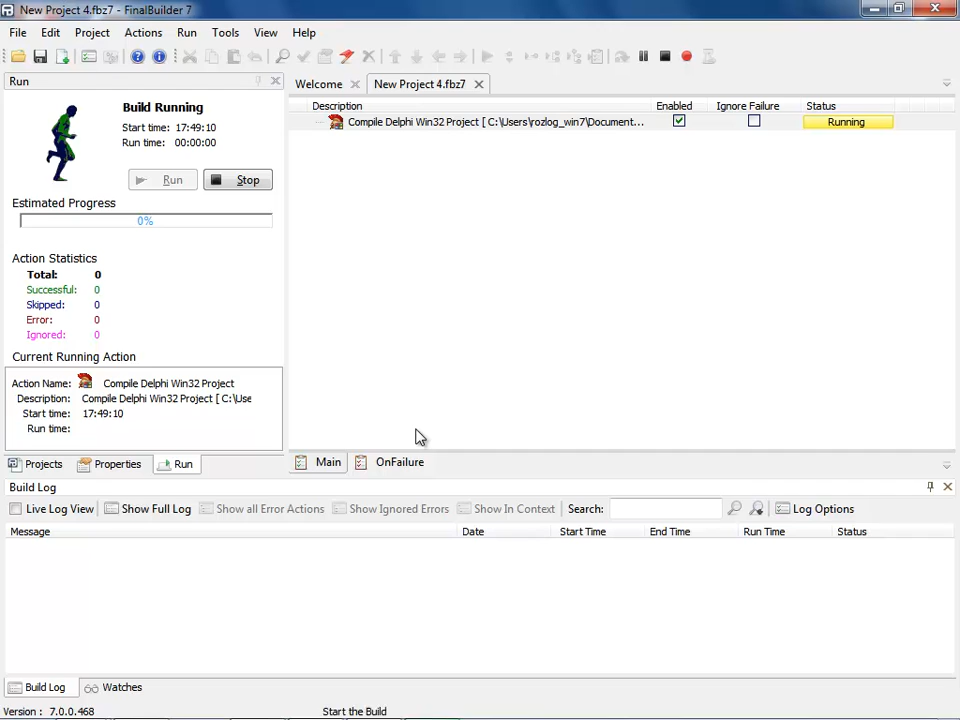 New Project 4.fbz7 - FinalBuilder 7
File Edit Project Actions Run Tools View Help
Run
Build Running
Start time: 17:49:10
Run time: 00:00:00
Run Stop
Estimated Progress
0%
Action Statistics
Total: 0
Successful: 0
Skipped: 0
Error: 0
Ignored: 0
Current Running Action
Action Name: Compile Delphi Win32 Project
Description: Compile Delphi Win32 Project [ C:\Use
Start time: 17:49:10
Run time:
Projects Properties Run
Welcome New Project 4.fbz7
Description Enabled Ignore Failure Status
Compile Delphi Win32 Project [ C:\Users\rozlog_win7\Document... Running
Main OnFailure
Build Log
Live Log View Show Full Log Show all Error Actions Show Ignored Errors Show In Context Search: Log Options
Message Date Start Time End Time Run Time Status
Build Log Watches
Version : 7.0.0.468 Start the Build